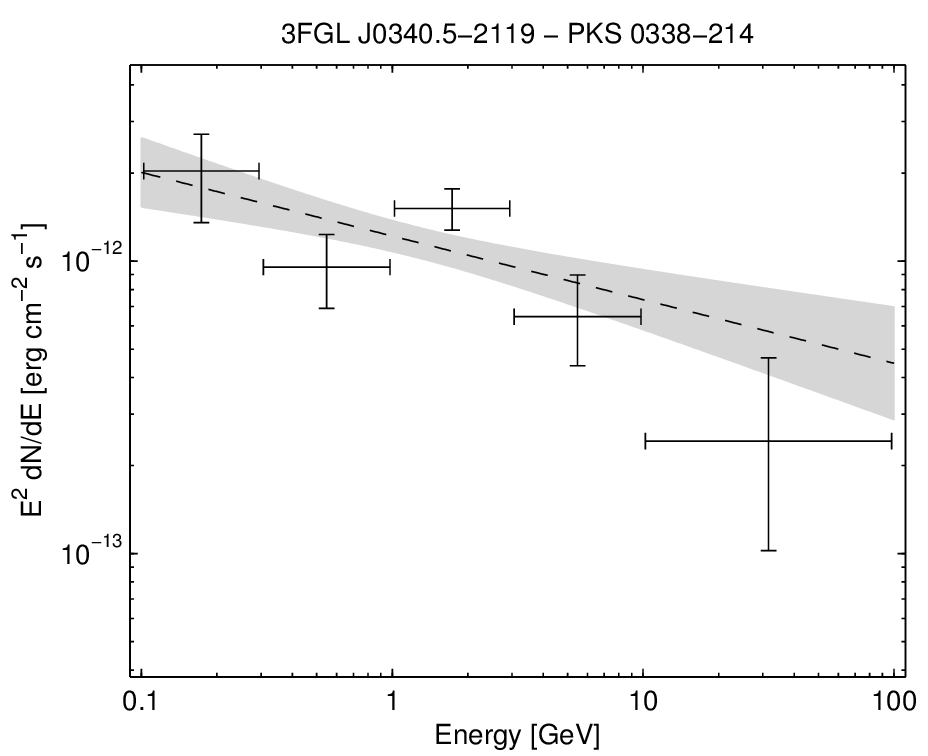 3FGL J0340.5−2119 − PKS 0338−214
E² dN/dE [erg cm⁻² s⁻¹]
10⁻¹²
10⁻¹³
0.1 1 10 100
Energy [GeV]